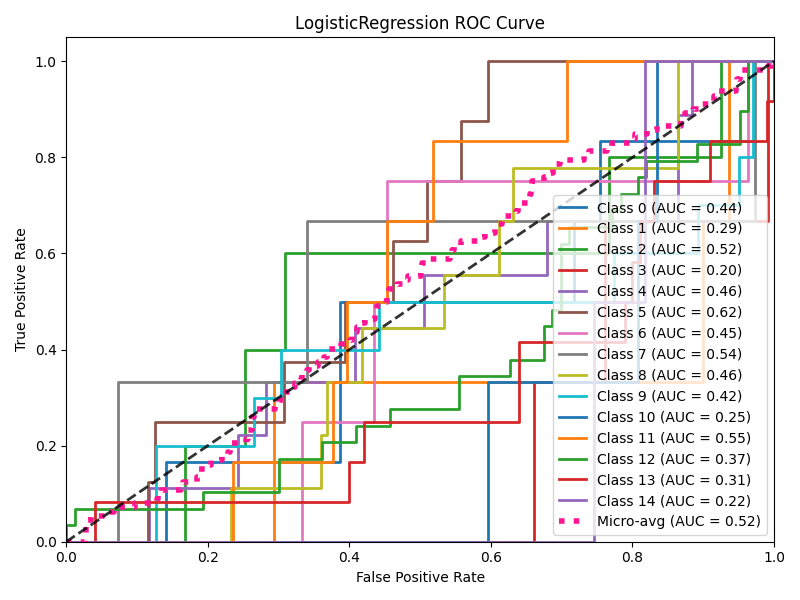 LogisticRegression ROC Curve
True Positive Rate
1.0
0.8
0.6
0.4
0.2
0.0
Class 0 (AUC = 0.44)
Class 1 (AUC = 0.29)
Class 2 (AUC = 0.52)
Class 3 (AUC = 0.20)
Class 4 (AUC = 0.46)
Class 5 (AUC = 0.62)
Class 6 (AUC = 0.45)
Class 7 (AUC = 0.54)
Class 8 (AUC = 0.46)
Class 9 (AUC = 0.42)
Class 10 (AUC = 0.25)
Class 11 (AUC = 0.55)
Class 12 (AUC = 0.37)
Class 13 (AUC = 0.31)
Class 14 (AUC = 0.22)
Micro-avg (AUC = 0.52)
0.0 0.2 0.4 0.6 0.8 1.0
False Positive Rate